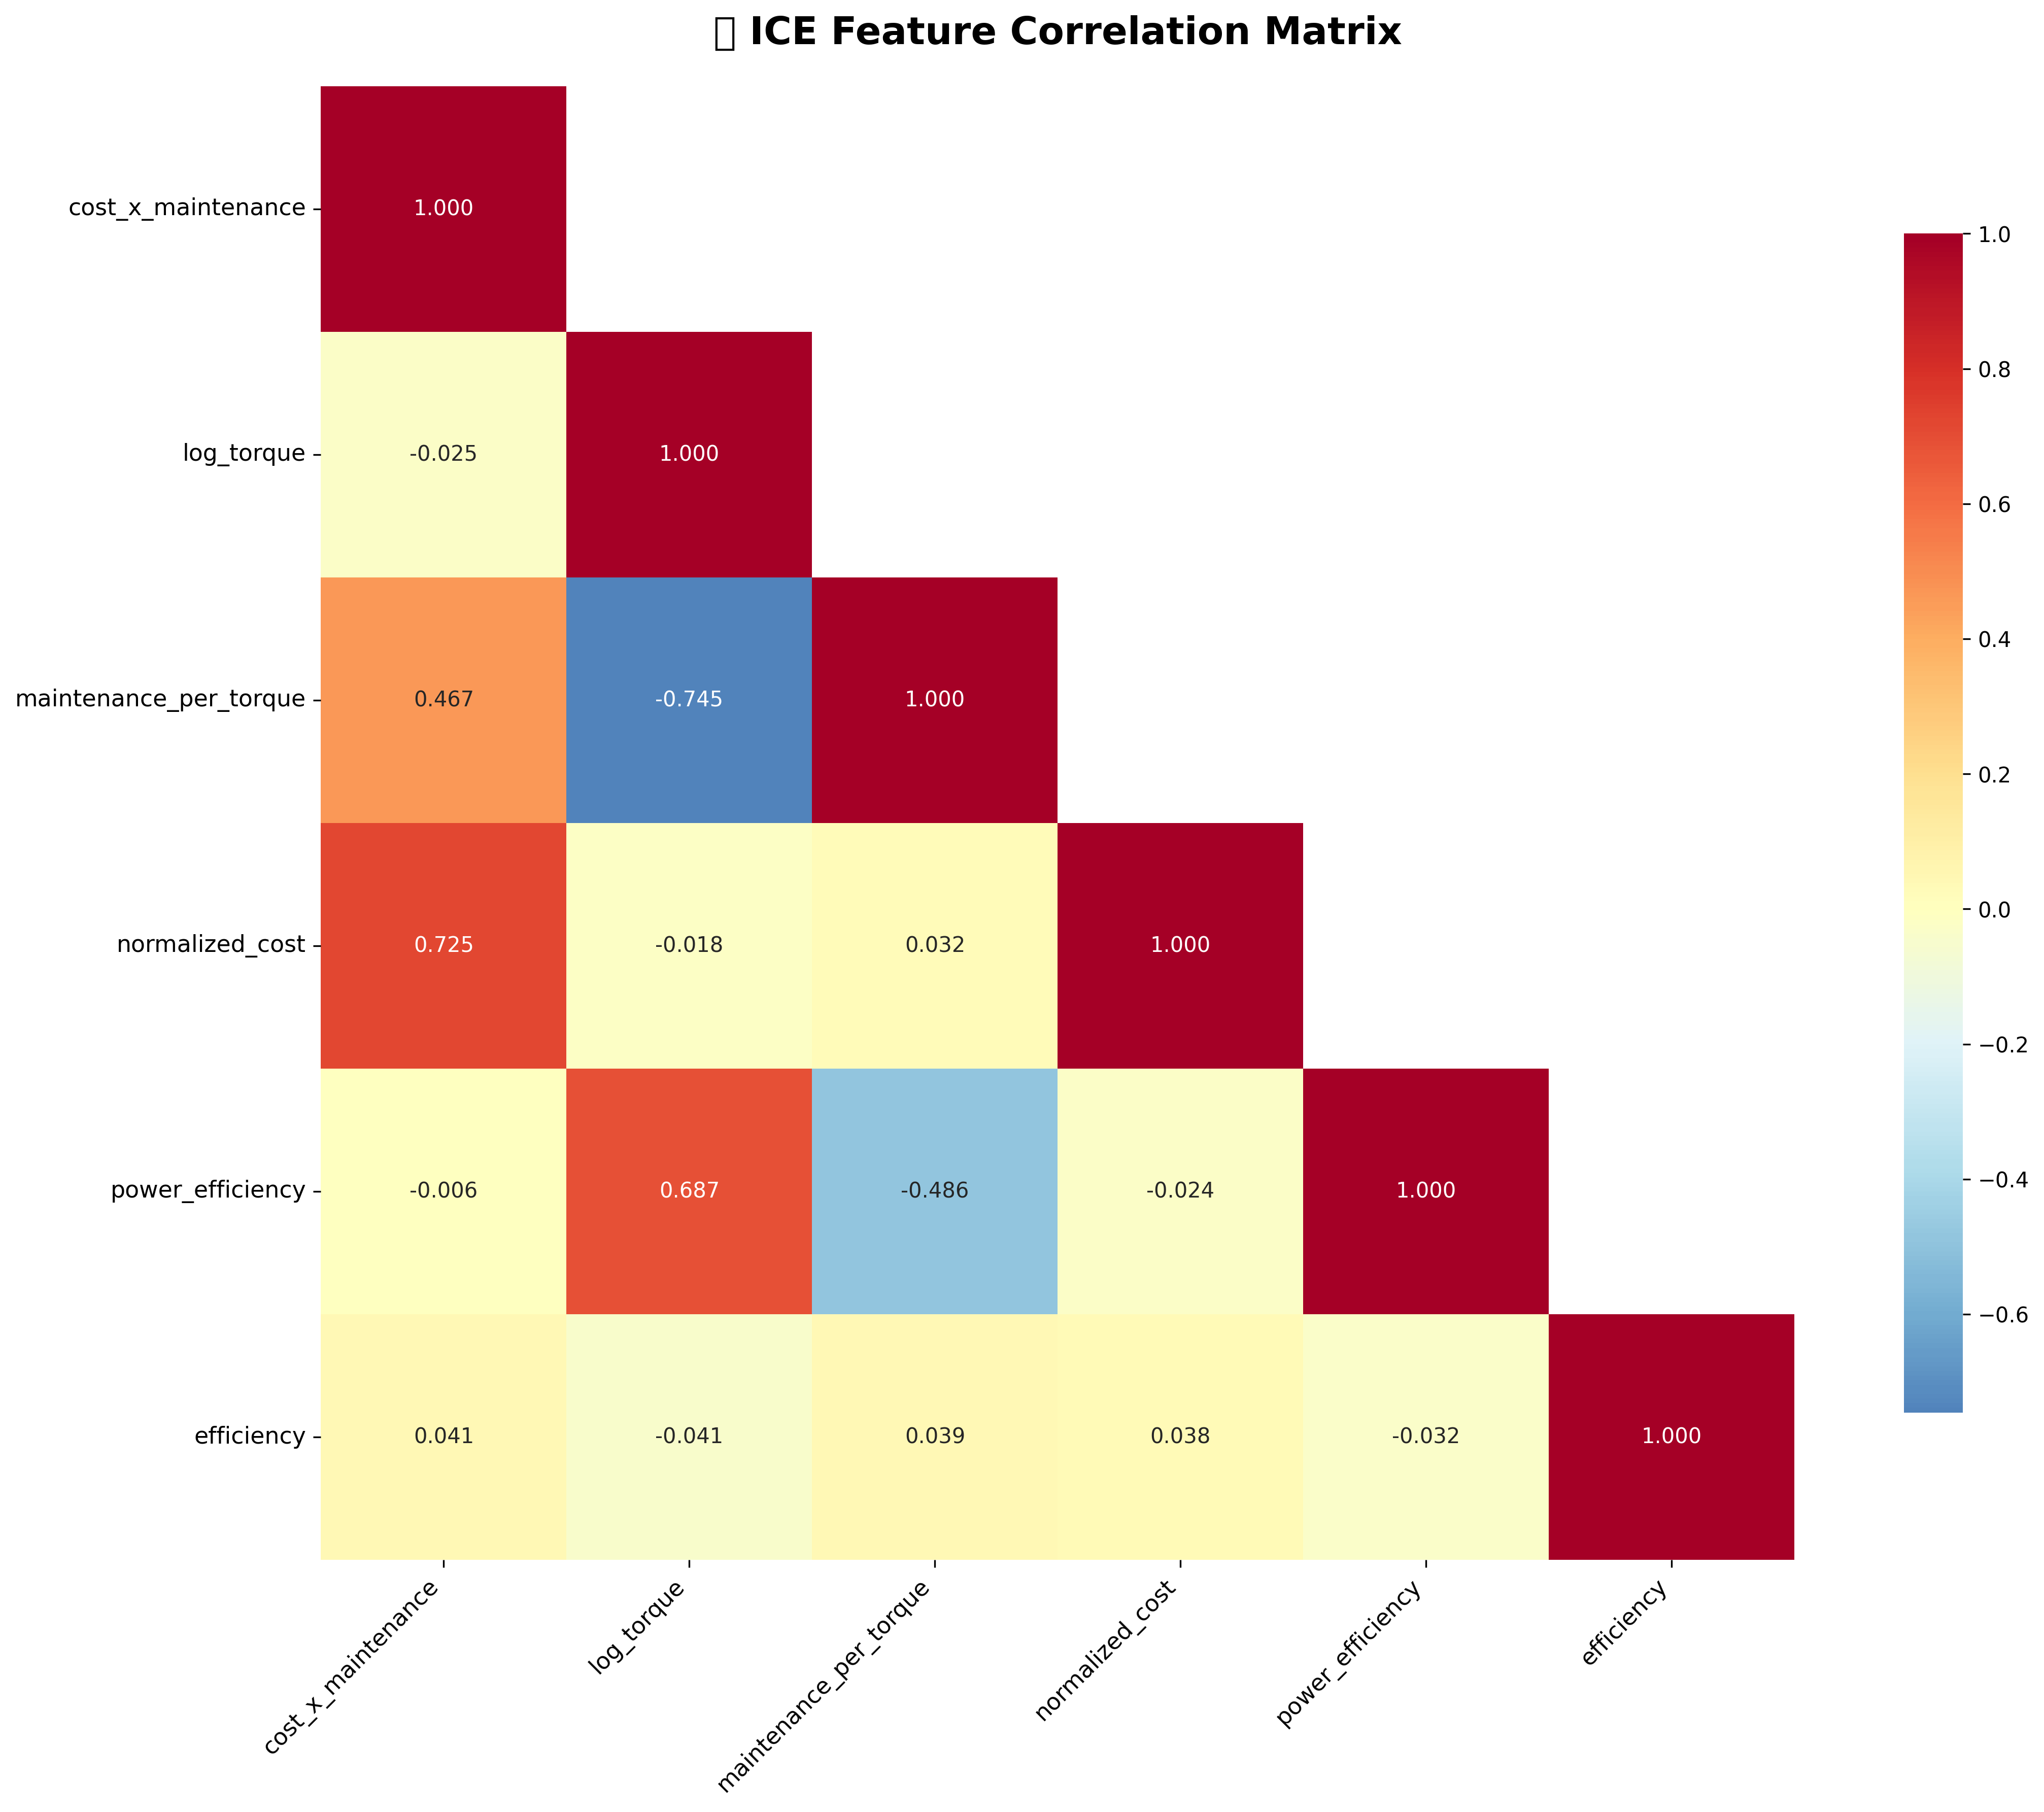 ICE Feature Correlation Matrix
cost_x_maintenance 1.000
log_torque -0.025 1.000
maintenance_per_torque 0.467 -0.745 1.000
normalized_cost 0.725 -0.018 0.032 1.000
power_efficiency -0.006 0.687 -0.486 -0.024 1.000
efficiency 0.041 -0.041 0.039 0.038 -0.032 1.000
cost_x_maintenance
log_torque
maintenance_per_torque
normalized_cost
power_efficiency
efficiency
1.0
0.8
0.6
0.4
0.2
0.0
−0.2
−0.4
−0.6